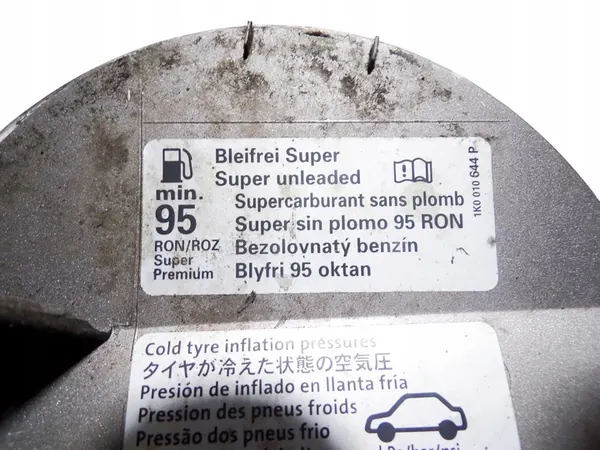 Bleifrei Super
min. Super unleaded
Supercarburant sans plomb
95 Super sin plomo 95 RON
RON/ROZ Bezolovnatý benzín
Super
Premium Blyfri 95 oktan
1K0 010 644 P
Cold tyre inflation pressures
タイヤが冷えた状態の空気圧
Presión de inflado en llanta fría
Pression des pneus froids
Pressão dos pneus frio
kPa/bar/psi